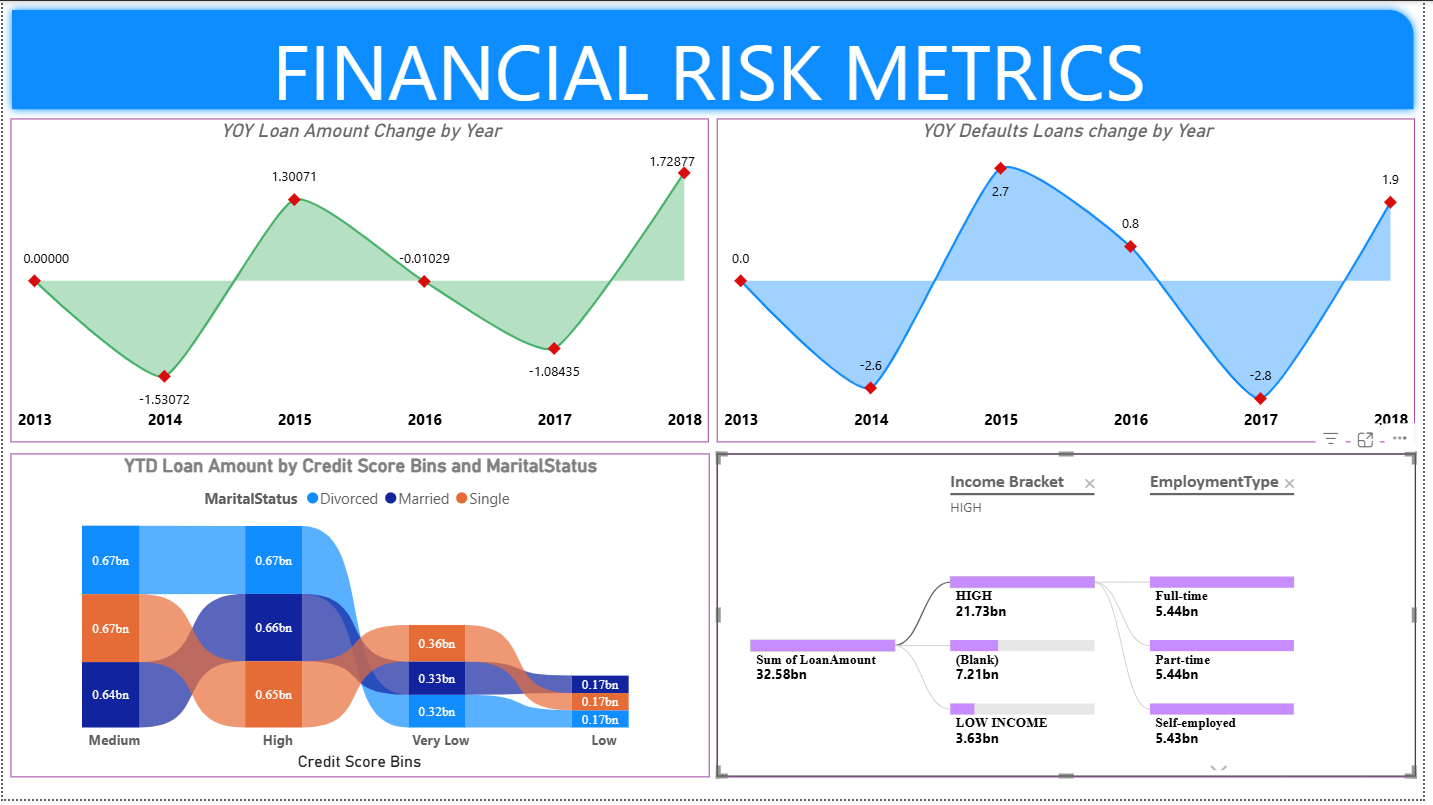 FINANCIAL RISK METRICS
YOY Loan Amount Change by Year
0.00000
-1.53072
1.30071
-0.01029
-1.08435
1.72877
2013 2014 2015 2016 2017 2018
YOY Defaults Loans change by Year
0.0
-2.6
2.7
0.8
-2.8
1.9
2013 2014 2015 2016 2017 2018
YTD Loan Amount by Credit Score Bins and MaritalStatus
MaritalStatus Divorced Married Single
0.67bn 0.67bn
0.67bn 0.66bn 0.36bn
0.64bn 0.65bn 0.33bn 0.17bn
0.32bn 0.17bn
0.17bn
Medium High Very Low Low
Credit Score Bins
Income Bracket EmploymentType
HIGH
Sum of LoanAmount
32.58bn
HIGH
21.73bn
(Blank)
7.21bn
LOW INCOME
3.63bn
Full-time
5.44bn
Part-time
5.44bn
Self-employed
5.43bn